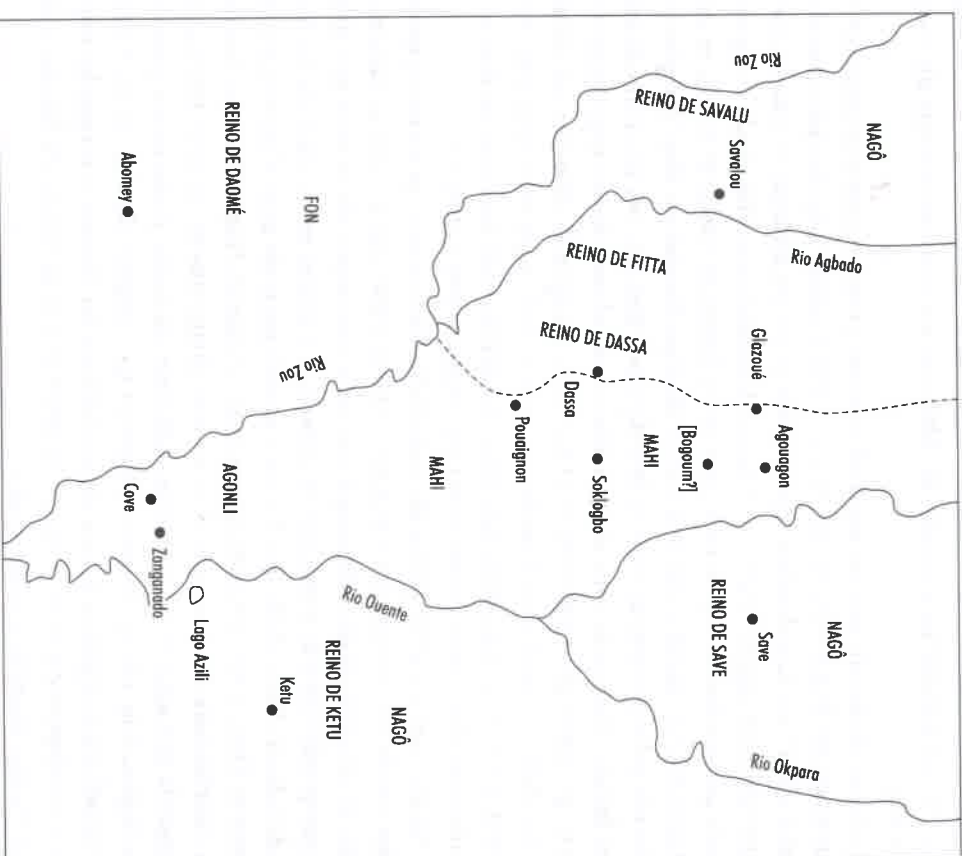 NAGÔ
NAGÔ
Rio Agbado
Rio Okpara
Agouagon
Save
Rio Zou
Glazoué
Savalou
REINO DE SAVE
REINO DE SAVALU
[Bogoum?]
MAHI
REINO DE FITTA
Soklogbo
REINO DE DASSA
Dassa
Pouaignon
MAHI
NAGÔ
Rio Ouente
REINO DE KETU
FON
Rio Zou
Ketu
REINO DE DAOMÉ
AGONLI
Lago Azili
Zanganado
Cove
Abomey